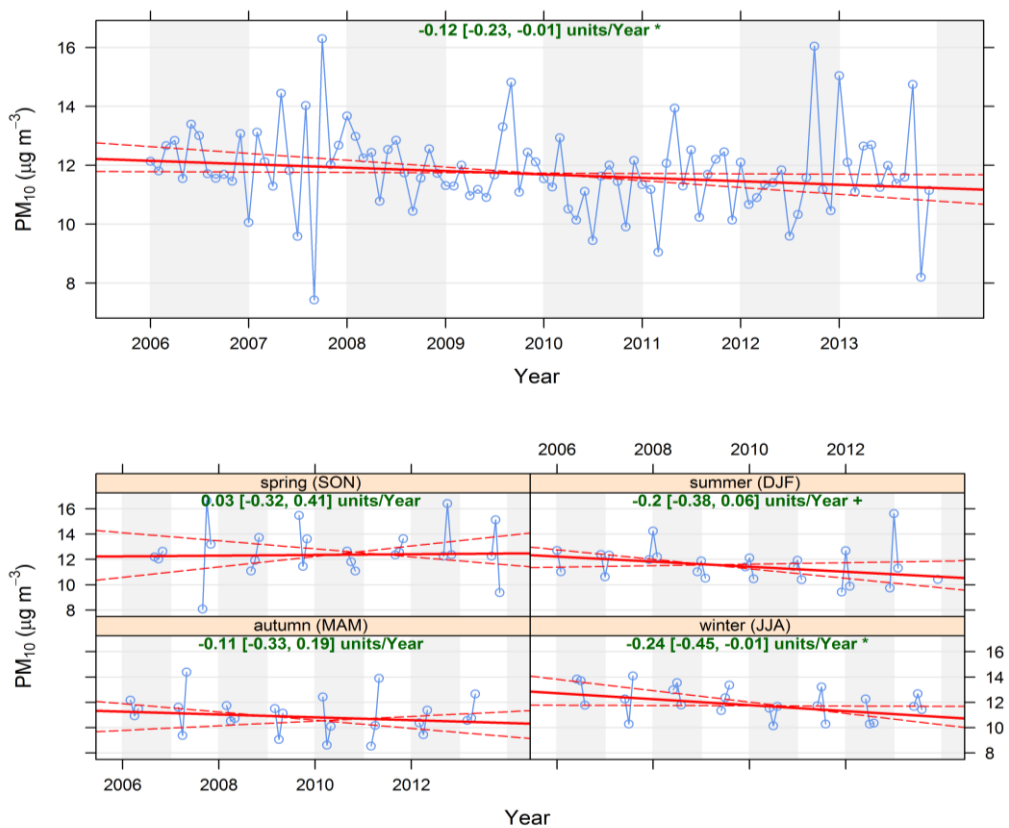 -0.12 [-0.23, -0.01] units/Year *
16
14
12
10
8
PM₁₀ (µg m⁻³)
2006 2007 2008 2009 2010 2011 2012 2013
Year
2006 2008 2010 2012
spring (SON) summer (DJF)
0.03 [-0.32, 0.41] units/Year -0.2 [-0.38, 0.06] units/Year +
16
14
12
10
8
autumn (MAM) winter (JJA)
-0.11 [-0.33, 0.19] units/Year -0.24 [-0.45, -0.01] units/Year *
16
14
12
10
8
PM₁₀ (µg m⁻³)
2006 2008 2010 2012
Year